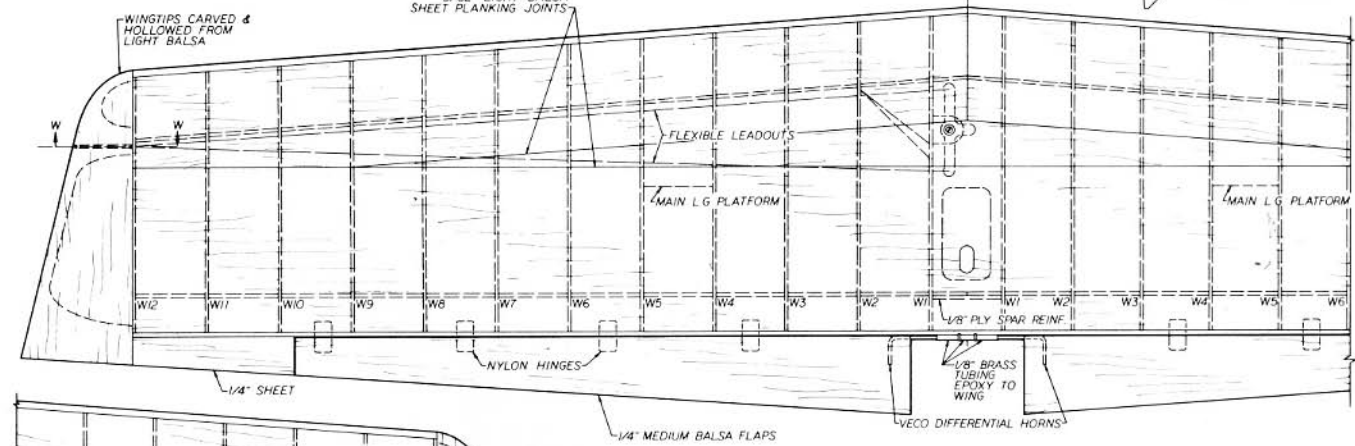 WINGTIPS CARVED &
HOLLOWED FROM
LIGHT BALSA
SHEET PLANKING JOINTS
W
W
FLEXIBLE LEADOUTS
MAIN LG PLATFORM
MAIN LG PLATFORM
W12
W11
W10
W9
W8
W7
W6
W5
W4
W3
W2
W1
W1
W2
W3
W4
W5
W6
1/8" PLY SPAR REINF.
NYLON HINGES
1/8" BRASS
TUBING
EPOXY TO
WING
1/4" SHEET
VECO DIFFERENTIAL HORNS
1/4" MEDIUM BALSA FLAPS